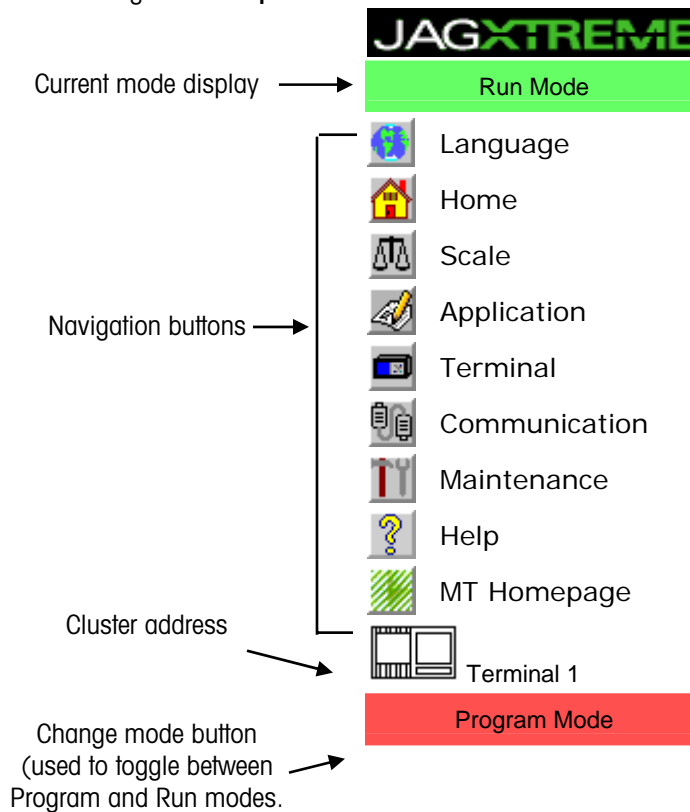 JAGXTREME
Current mode display
Run Mode
Language
Home
Scale
Application
Navigation buttons
Terminal
Communication
Maintenance
Help
MT Homepage
Cluster address
Terminal 1
Program Mode
Change mode button
(used to toggle between
Program and Run modes.